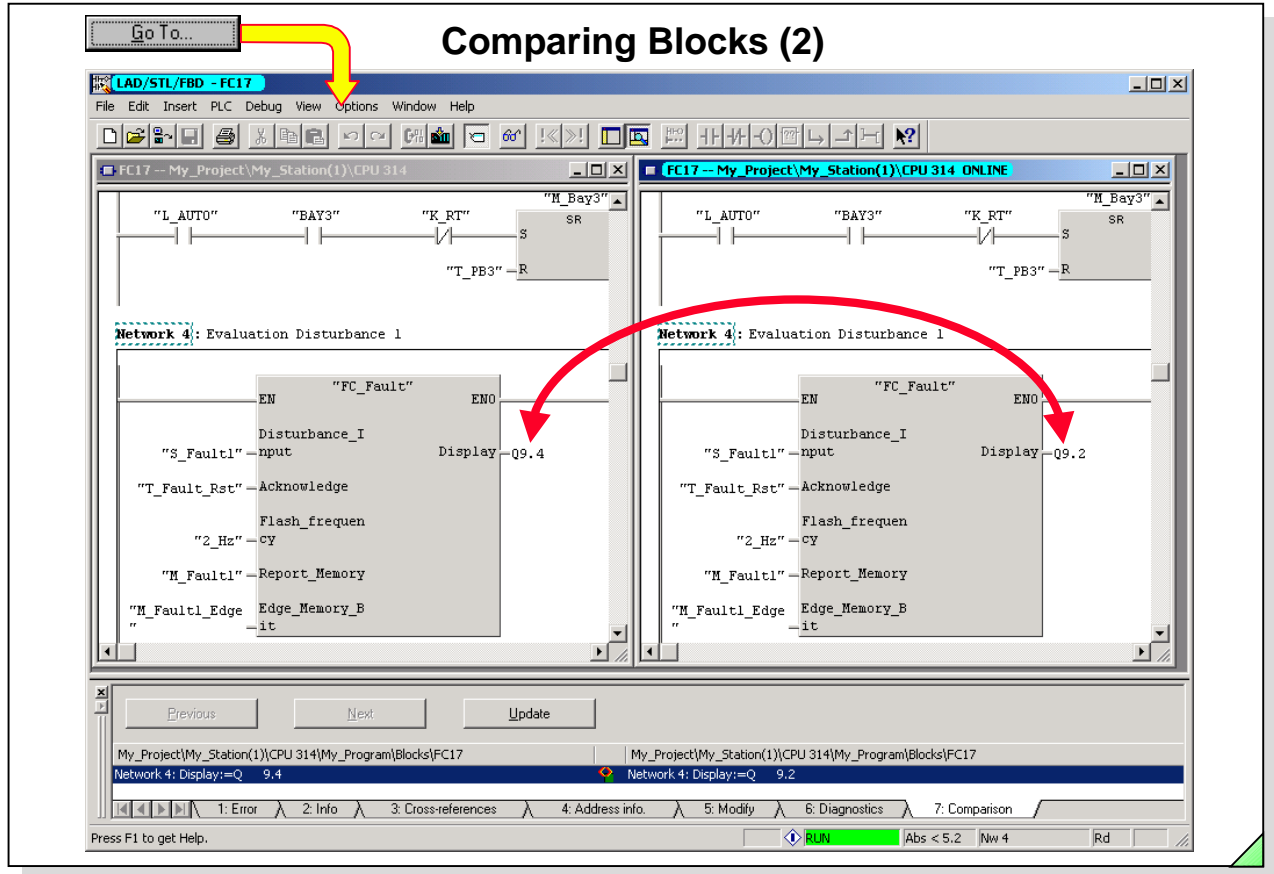 Go To...
Comparing Blocks (2)
LAD/STL/FBD - FC17
File Edit Insert PLC Debug View Options Window Help
FC17 -- My_Project\My_Station(1)\CPU 314
"M_Bay3"
"L_AUTO" "BAY3" "K_RT" SR
S
"T_PB3" R
Network 4: Evaluation Disturbance 1
"FC_Fault"
EN ENO
Disturbance_I
"S_Fault1" nput Display Q9.4
"T_Fault_Rst" Acknowledge
Flash_frequen
"2_Hz" cy
"M_Fault1" Report_Memory
"M_Fault1_Edge Edge_Memory_B
" it
FC17 -- My_Project\My_Station(1)\CPU 314 ONLINE
"M_Bay3"
"L_AUTO" "BAY3" "K_RT" SR
S
"T_PB3" R
Network 4: Evaluation Disturbance 1
"FC_Fault"
EN ENO
Disturbance_I
"S_Fault1" nput Display Q9.2
"T_Fault_Rst" Acknowledge
Flash_frequen
"2_Hz" cy
"M_Fault1" Report_Memory
"M_Fault1_Edge Edge_Memory_B
" it
Previous Next Update
My_Project\My_Station(1)\CPU 314\My_Program\Blocks\FC17 My_Project\My_Station(1)\CPU 314\My_Program\Blocks\FC17
Network 4: Display:=Q 9.4 Network 4: Display:=Q 9.2
1: Error 2: Info 3: Cross-references 4: Address info. 5: Modify 6: Diagnostics 7: Comparison
Press F1 to get Help. RUN Abs < 5.2 Nw 4 Rd